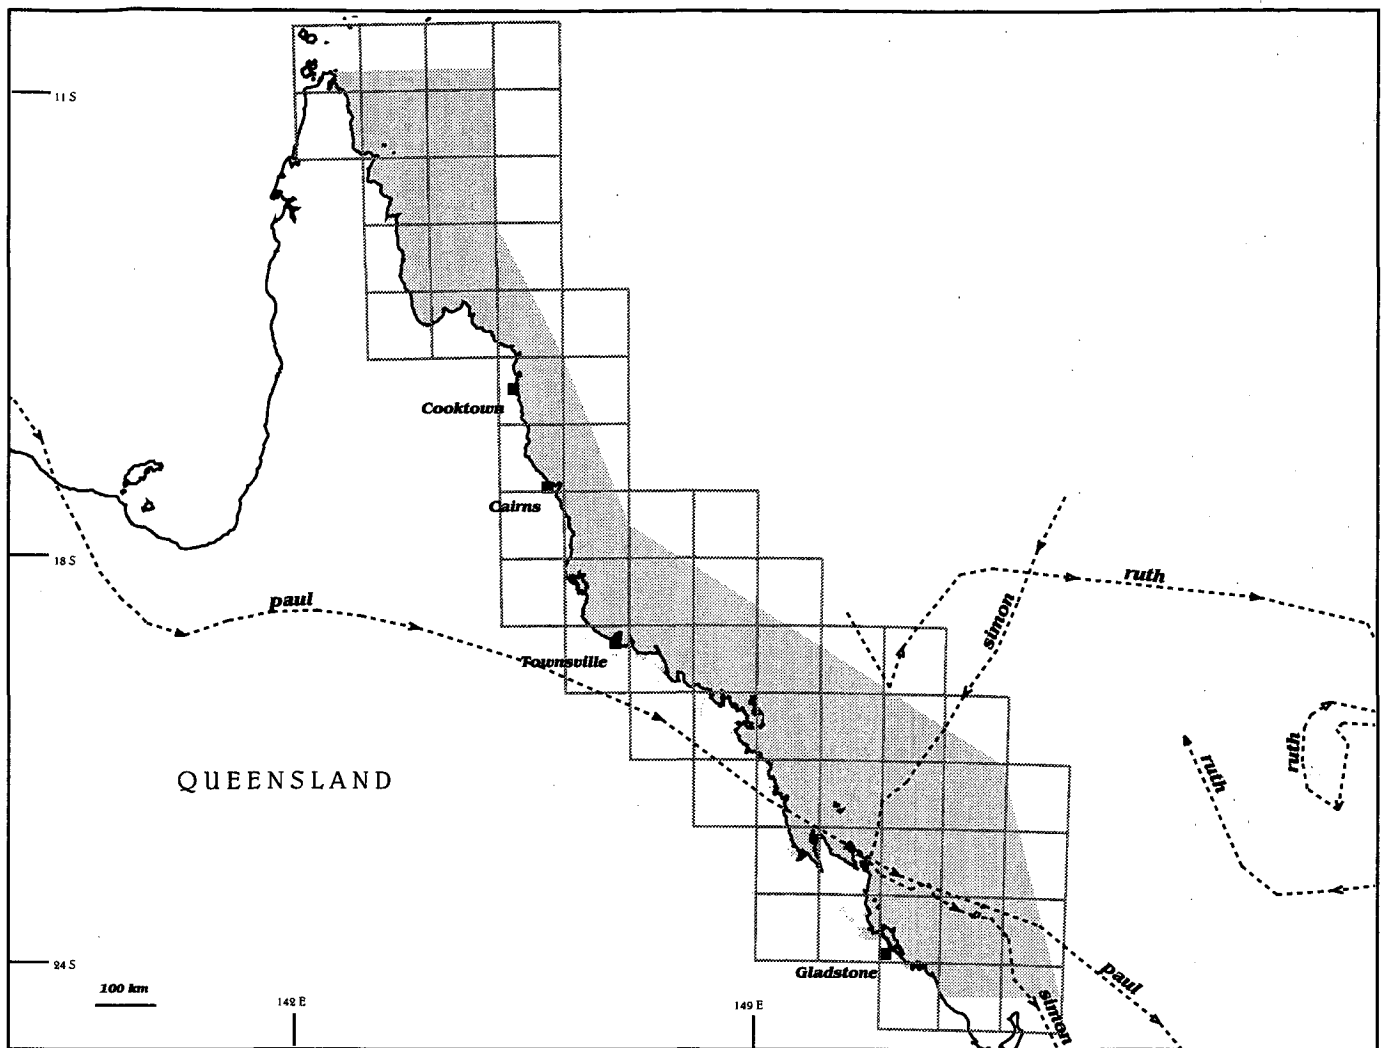 11 S
Cooktown
Cairns
18 S
ruth
paul
simon
Townsville
ruth
ruth
QUEENSLAND
24 S
Gladstone
paul
100 km
142 E
149 E
simon